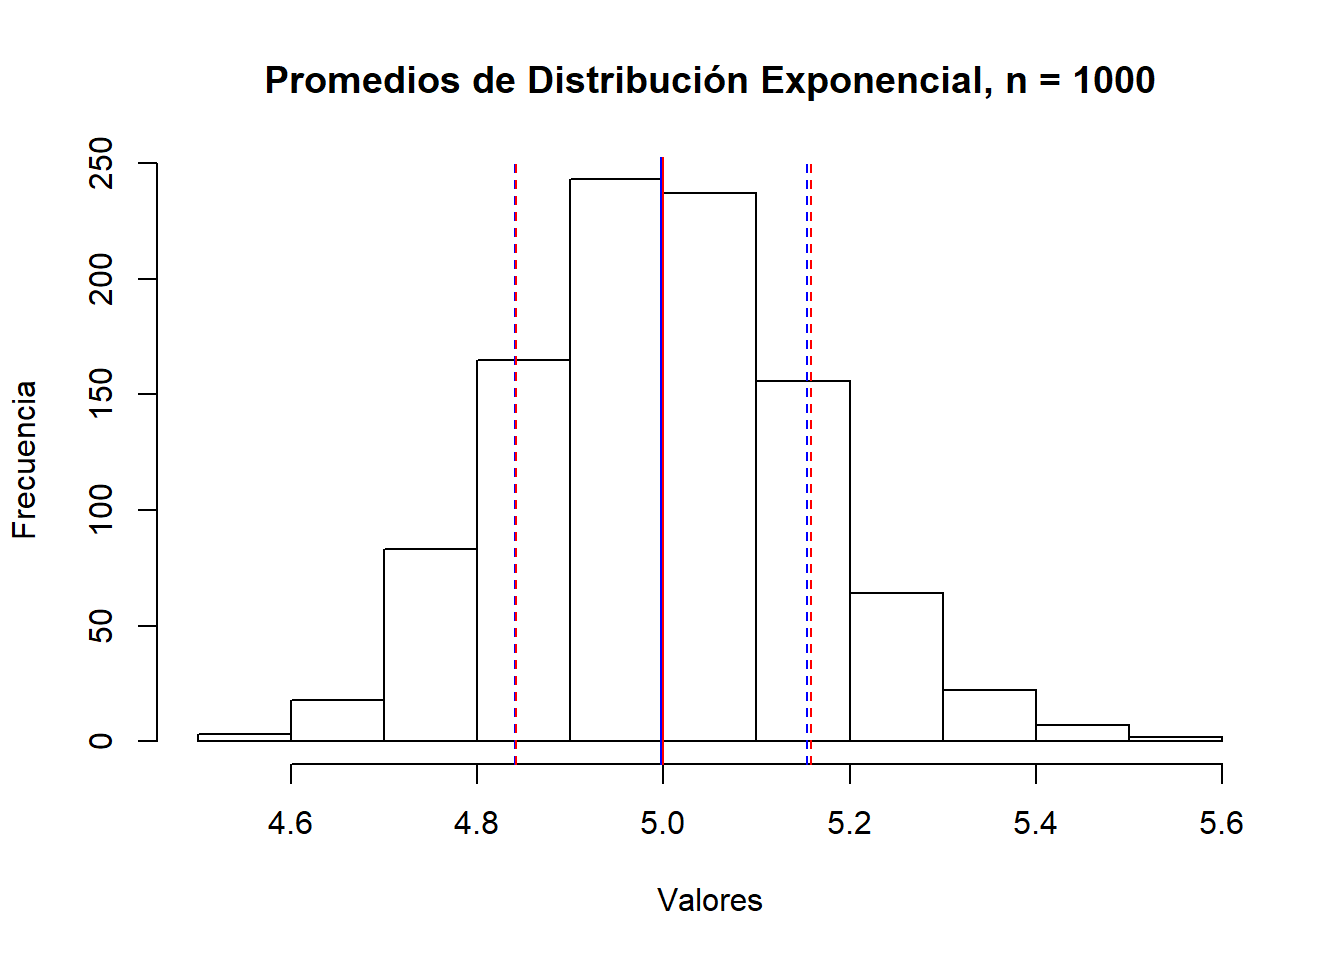 Promedios de Distribución Exponencial, n = 1000
Frecuencia
250
200
150
100
50
0
4.6 4.8 5.0 5.2 5.4 5.6
Valores